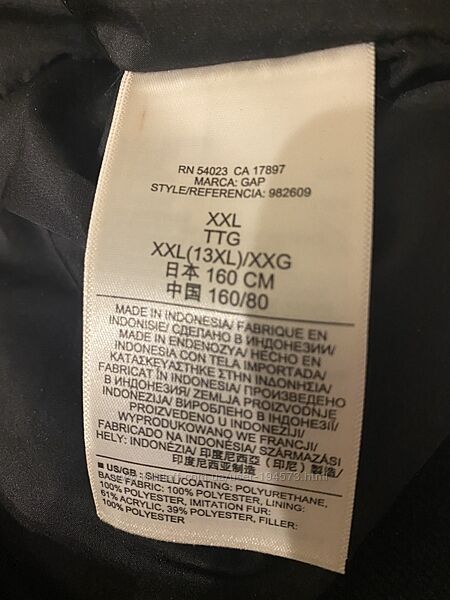 RN 54023 CA 17897
MARCA: GAP
STYLE/REFERENCIA: 982609
XXL
TTG
XXL(13XL)/XXG
日本 160 CM
中国 160/80
MADE IN INDONESIA/ FABRIQUE EN
INDONISIE/ СДЕЛАНО В ИНДОНЕЗИИ/
MADE IN ENDENOZYA/ HECHO EN
INDONESIA CON TELA IMPORTADA/
ΚΑΤΑΣΚΕΥΑΣΤΗΚΕ ΣΤΗΝ ΙΝΔΟΝΗΣΙΑ/
FABRICAT IN INDONESIA/ ПРОИЗВЕДЕНО
В ИНДОНЕЗИЯ/ ZEMLJA PROIZVODNJE
PROIZVEDENO U INDONEZIJI/
INDONEZIJA/ ВИРОБЛЕНО В ІНДОНЕЗІЇ/
WYPRODUKOWANO WE FRANCJI/
FABRICADO NA INDONÉSIA/ SZÁRMAZÁSI
HELY: INDONÉZIA/ 印度尼西亞 (印尼) 製造/
印度尼西亚制造
■ US/GB : SHELL COATING: POLYURETHANE,
BASE FABRIC: 100% POLYESTER, LINING:
100% POLYESTER, IMITATION FUR:
61% ACRYLIC, 39% POLYESTER, FILLER:
100% POLYESTER